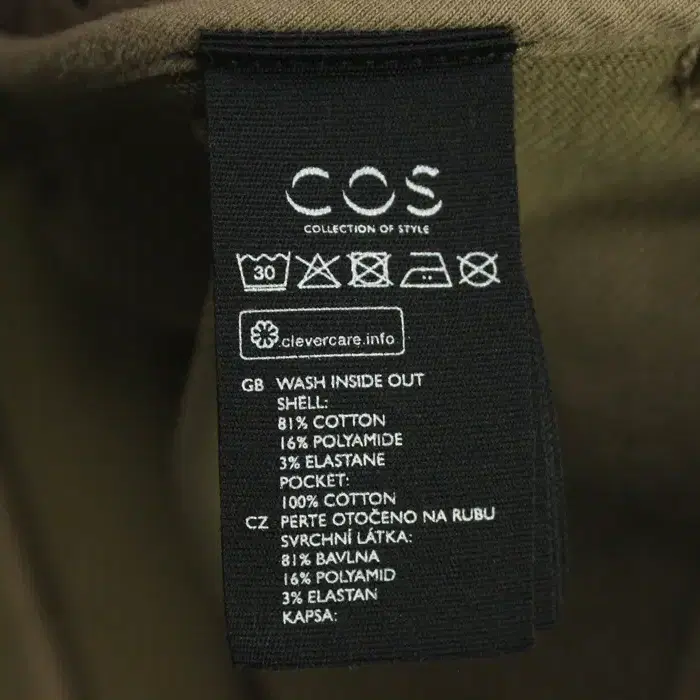 COS
COLLECTION OF STYLE
30
clevercare.info
GB WASH INSIDE OUT
SHELL:
81% COTTON
16% POLYAMIDE
3% ELASTANE
POCKET:
100% COTTON
CZ PERTE OTOČENO NA RUBU
SVRCHNÍ LÁTKA:
81% BAVLNA
16% POLYAMID
3% ELASTAN
KAPSA: